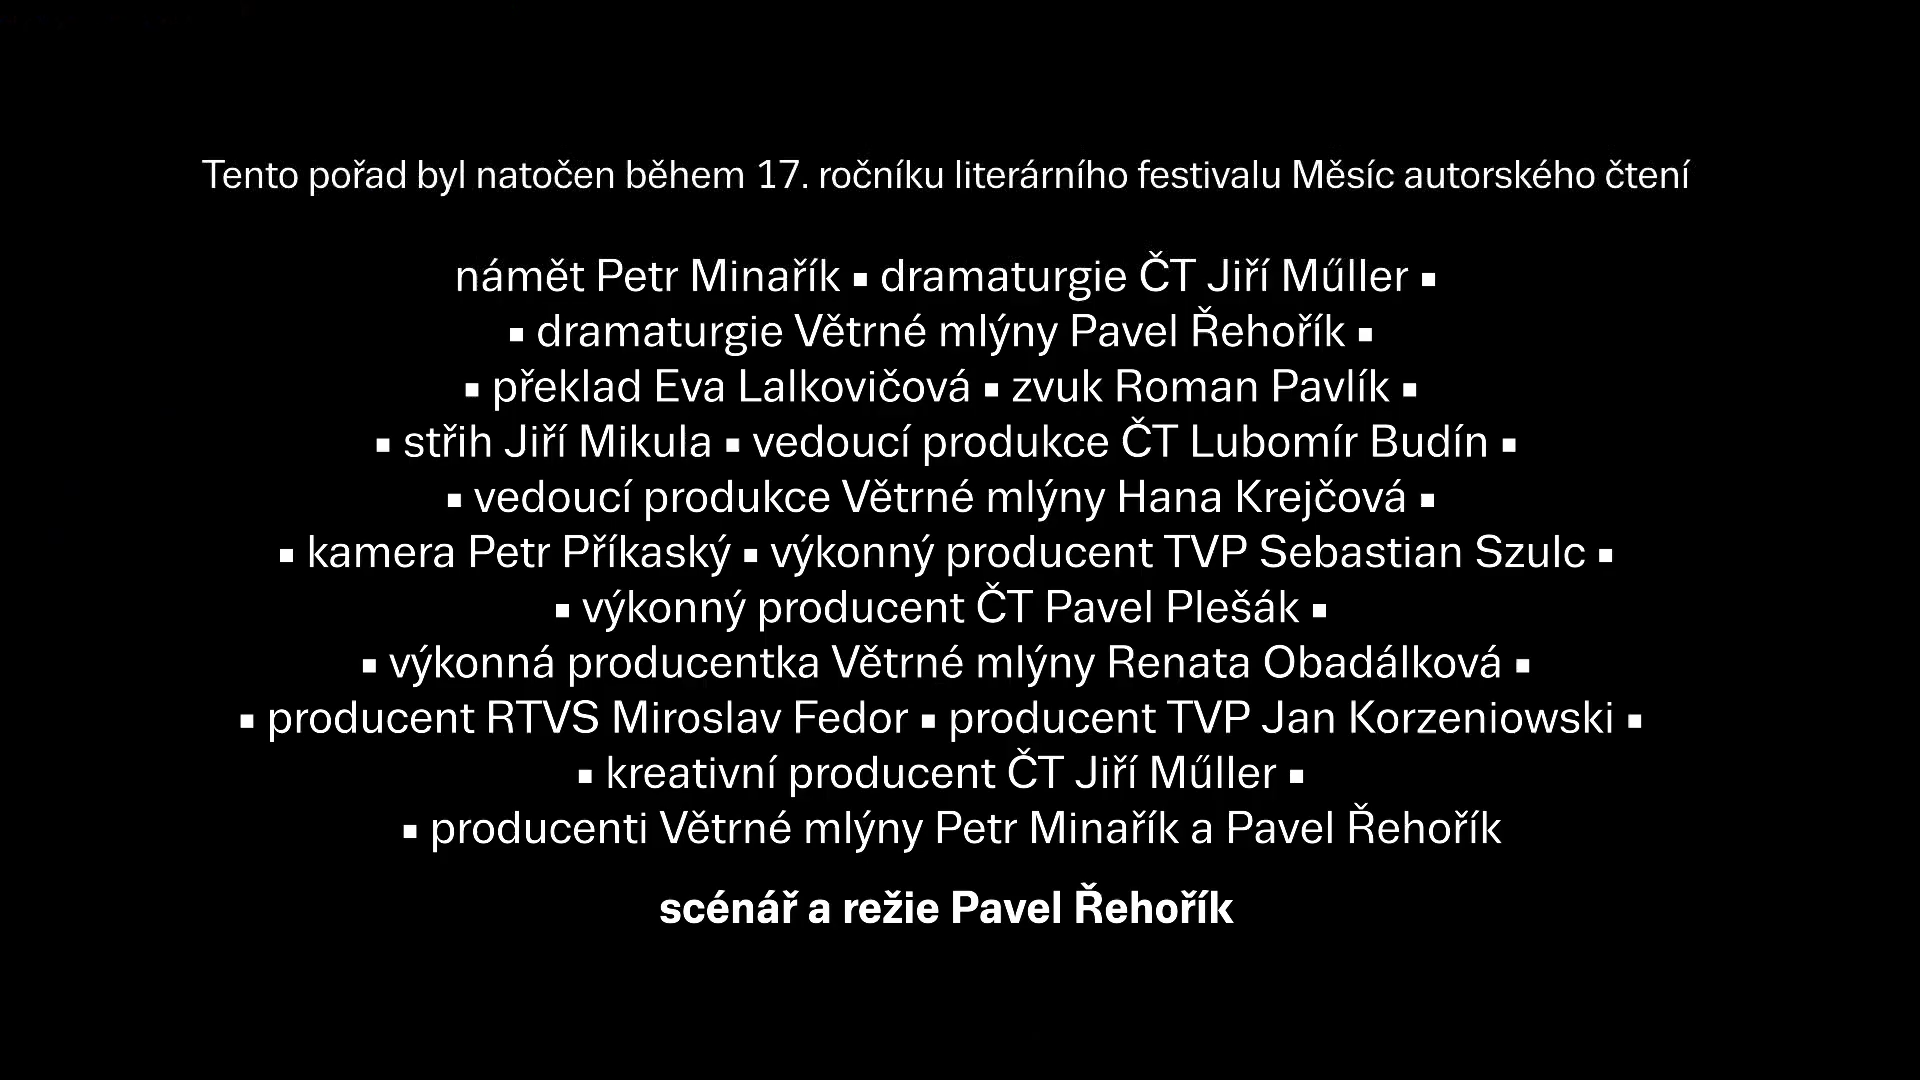 Tento pořad byl natočen během 17. ročníku literárního festivalu Měsíc autorského čtení
námět Petr Minařík ▪ dramaturgie ČT Jiří Műller ▪
▪ dramaturgie Větrné mlýny Pavel Řehořík ▪
▪ překlad Eva Lalkovičová ▪ zvuk Roman Pavlík ▪
▪ střih Jiří Mikula ▪ vedoucí produkce ČT Lubomír Budín ▪
▪ vedoucí produkce Větrné mlýny Hana Krejčová ▪
▪ kamera Petr Příkaský ▪ výkonný producent TVP Sebastian Szulc ▪
▪ výkonný producent ČT Pavel Plešák ▪
▪ výkonná producentka Větrné mlýny Renata Obadálková ▪
▪ producent RTVS Miroslav Fedor ▪ producent TVP Jan Korzeniowski ▪
▪ kreativní producent ČT Jiří Műller ▪
▪ producenti Větrné mlýny Petr Minařík a Pavel Řehořík
scénář a režie Pavel Řehořík